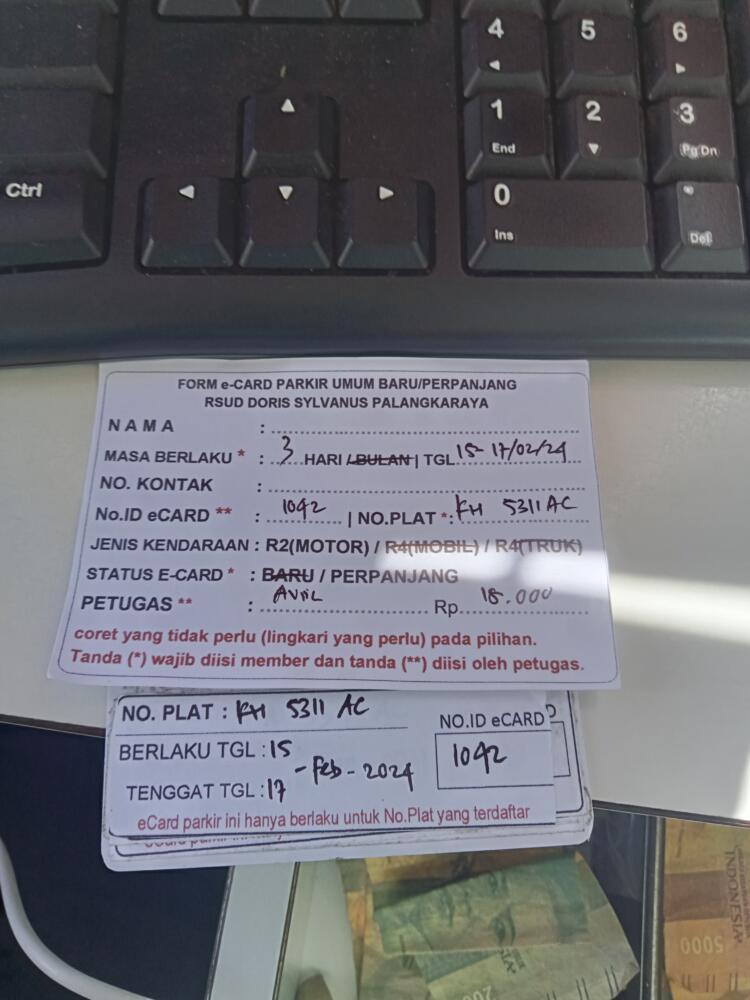 4 5 6
1 2 3
End Pg Dn
Ctrl
0
Ins Del
FORM e-CARD PARKIR UMUM BARU/PERPANJANG
RSUD DORIS SYLVANUS PALANGKARAYA
NAMA :
MASA BERLAKU * : 3 HARI /BULAN | TGL 15-17/02/24
NO. KONTAK :
No.ID eCARD ** : 1042 | NO.PLAT *: KH 5311 AC
JENIS KENDARAAN : R2(MOTOR) / R4(MOBIL) / R4(TRUK)
STATUS E-CARD * : BARU / PERPANJANG
PETUGAS ** : Avril Rp. 18.000
coret yang tidak perlu (lingkari yang perlu) pada pilihan.
Tanda (*) wajib diisi member dan tanda (**) diisi oleh petugas.
NO. PLAT : KH 5311 AC
NO.ID eCARD
1042
BERLAKU TGL : 15
- Feb - 2024
TENGGAT TGL : 17
eCard parkir ini hanya berlaku untuk No.Plat yang terdaftar
INDONESIA
5000